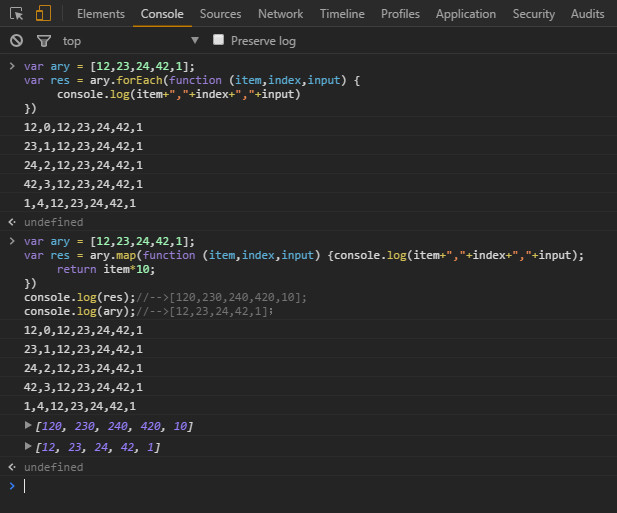 Elements Console Sources Network Timeline Profiles Application Security Audits
top Preserve log
var ary = [12,23,24,42,1];
var res = ary.forEach(function (item,index,input) {
console.log(item+","+index+","+input)
})
12,0,12,23,24,42,1
23,1,12,23,24,42,1
24,2,12,23,24,42,1
42,3,12,23,24,42,1
1,4,12,23,24,42,1
undefined
var ary = [12,23,24,42,1];
var res = ary.map(function (item,index,input) {console.log(item+","+index+","+input);
return item*10;
})
console.log(res);//-->[120,230,240,420,10];
console.log(ary);//-->[12,23,24,42,1];
12,0,12,23,24,42,1
23,1,12,23,24,42,1
24,2,12,23,24,42,1
42,3,12,23,24,42,1
1,4,12,23,24,42,1
[120, 230, 240, 420, 10]
[12, 23, 24, 42, 1]
undefined